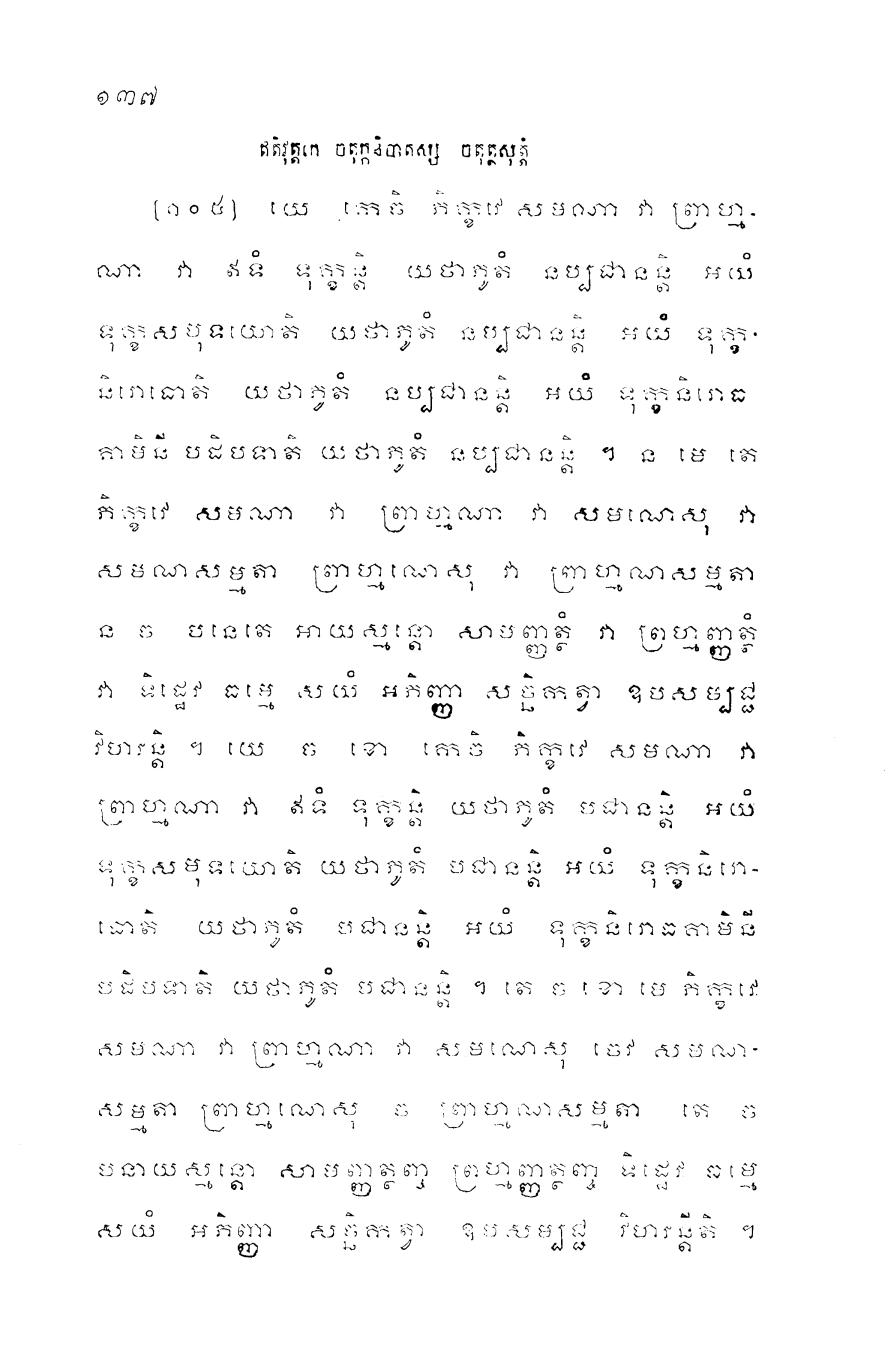 ១៣៧
ឥតិវុត្តកេ ចតុក្កនិបាតស្ស ចតុត្ថសុត្តំ
[១០៥] យេ កេចិ ភិក្ខវេ សមណា វា ព្រាហ្ម-
ណា វា ឥទំ ទុក្ខន្តិ យថាភូតំ នប្បជានន្តិ អយំ
ទុក្ខសមុទយោតិ យថាភូតំ នប្បជានន្តិ អយំ ទុក្ខ-
និរោធោតិ យថាភូតំ នប្បជានន្តិ អយំ ទុក្ខនិរោធ
គាមិនី បដិបទាតិ យថាភូតំ នប្បជានន្តិ ។ ន មេ តេ
ភិក្ខវេ សមណា វា ព្រាហ្មណា វា សមណេសុ វា
សមណសម្មតា ព្រាហ្មណេសុ វា ព្រាហ្មណសម្មតា
ន ច បនេតេ អាយស្មន្តោ សាមញ្ញត្ថំ វា ព្រហ្មញ្ញត្ថំ
វា ទិដ្ឋេវ ធម្មេ សយំ អភិញ្ញា សច្ឆិកត្វា ឧបសម្បជ្ជ
វិហរន្តិ ។ យេ ច ខោ កេចិ ភិក្ខវេ សមណា វា
ព្រាហ្មណា វា ឥទំ ទុក្ខន្តិ យថាភូតំ បជានន្តិ អយំ
ទុក្ខសមុទយោតិ យថាភូតំ បជានន្តិ អយំ ទុក្ខនិរោ-
ធោតិ យថាភូតំ បជានន្តិ អយំ ទុក្ខនិរោធគាមិនី
បដិបទាតិ យថាភូតំ បជានន្តិ ។ តេ ច ខោ មេ ភិក្ខវេ
សមណា វា ព្រាហ្មណា វា សមណេសុ ចេវ សមណ-
សម្មតា ព្រាហ្មណេសុ ច ព្រាហ្មណសម្មតា តេ ច
បនាយស្មន្តោ សាមញ្ញត្ថញ្ច ព្រហ្មញ្ញត្ថញ្ច ទិដ្ឋេវ ធម្មេ
សយំ អភិញ្ញា សច្ឆិកត្វា ឧបសម្បជ្ជ វិហរន្តីតិ ។